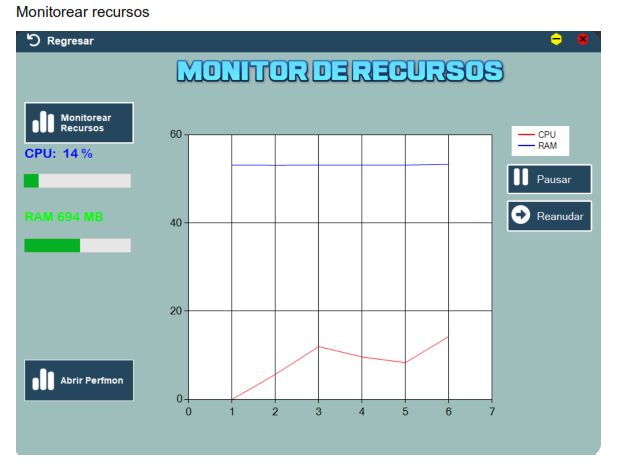 Monitorear recursos
Regresar
MONITOR DE RECURSOS
Monitorear
Recursos
CPU: 14 %
RAM 694 MB
Abrir Perfmon
60
40
20
0
0 1 2 3 4 5 6 7
CPU
RAM
Pausar
Reanudar